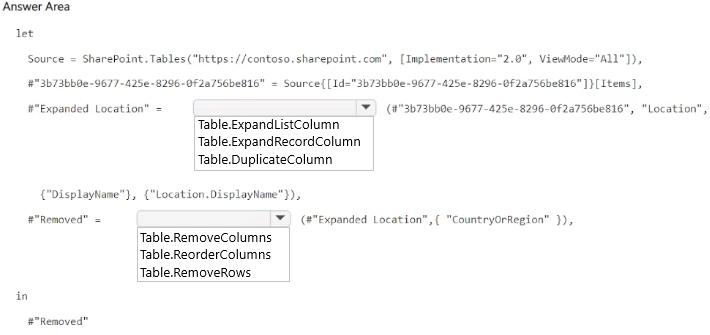 Answer Area
let
Source = SharePoint.Tables("https://contoso.sharepoint.com", [Implementation="2.0", ViewMode="All"]),
#"3b73bb0e-9677-425e-8296-0f2a756be816" = Source{[Id="3b73bb0e-9677-425e-8296-0f2a756be816"]}[Items],
#"Expanded Location" = (#"3b73bb0e-9677-425e-8296-0f2a756be816", "Location",
Table.ExpandListColumn
Table.ExpandRecordColumn
Table.DuplicateColumn
{"DisplayName"}, {"Location.DisplayName"}),
#"Removed" = (#"Expanded Location",{ "CountryOrRegion" }),
Table.RemoveColumns
Table.ReorderColumns
Table.RemoveRows
in
#"Removed"